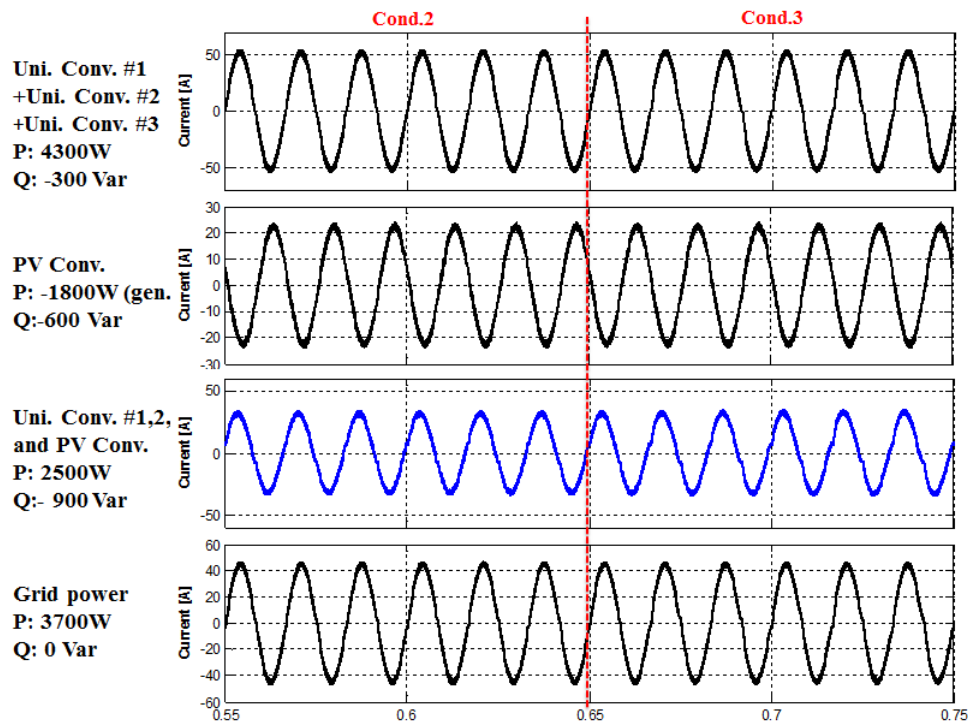 Cond.2
Cond.3
Uni. Conv. #1
+Uni. Conv. #2
+Uni. Conv. #3
P: 4300W
Q: -300 Var
Current [A]
50
0
-50
PV Conv.
P: -1800W (gen.
Q:-600 Var
Current [A]
30
20
10
0
-10
-20
-30
Uni. Conv. #1,2,
and PV Conv.
P: 2500W
Q:- 900 Var
Current [A]
50
0
-50
Grid power
P: 3700W
Q: 0 Var
Current [A]
60
40
20
0
-20
-40
-60
0.55
0.6
0.65
0.7
0.75